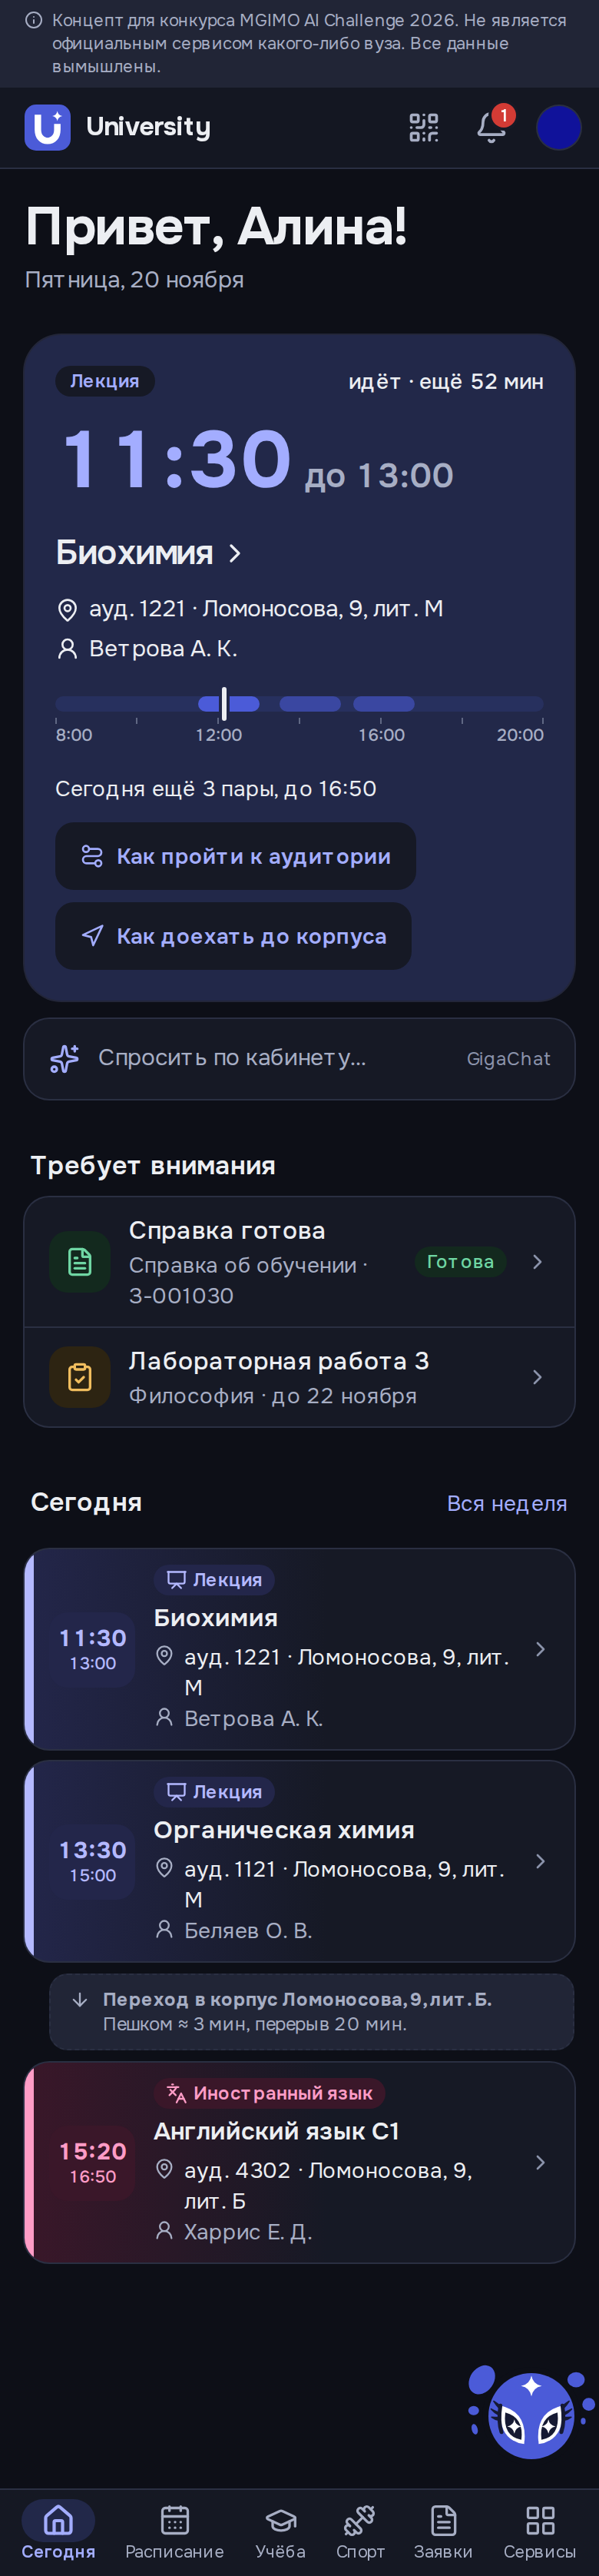 Концепт для конкурса MGIMO AI Challenge 2026. Не является
официальным сервисом какого-либо вуза. Все данные
вымышлены.
University
1
Привет, Алина!
Пятница, 20 ноября
Лекция
идёт · ещё 52 мин
11:30 до 13:00
Биохимия
ауд. 1221 · Ломоносова, 9, лит. М
Ветрова А. К.
8:00 12:00 16:00 20:00
Сегодня ещё 3 пары, до 16:50
Как пройти к аудитории
Как доехать до корпуса
Спросить по кабинету...
GigaChat
Требует внимания
Справка готова
Справка об обучении ·
З-001030
Готова
Лабораторная работа 3
Философия · до 22 ноября
Сегодня
Вся неделя
Лекция
11:30
13:00
Биохимия
ауд. 1221 · Ломоносова, 9, лит.
М
Ветрова А. К.
Лекция
13:30
15:00
Органическая химия
ауд. 1121 · Ломоносова, 9, лит.
М
Беляев О. В.
Переход в корпус Ломоносова, 9, лит. Б.
Пешком ≈ 3 мин, перерыв 20 мин.
Иностранный язык
15:20
16:50
Английский язык C1
ауд. 4302 · Ломоносова, 9,
лит. Б
Харрис Е. Д.
Сегодня Расписание Учёба Спорт Заявки Сервисы